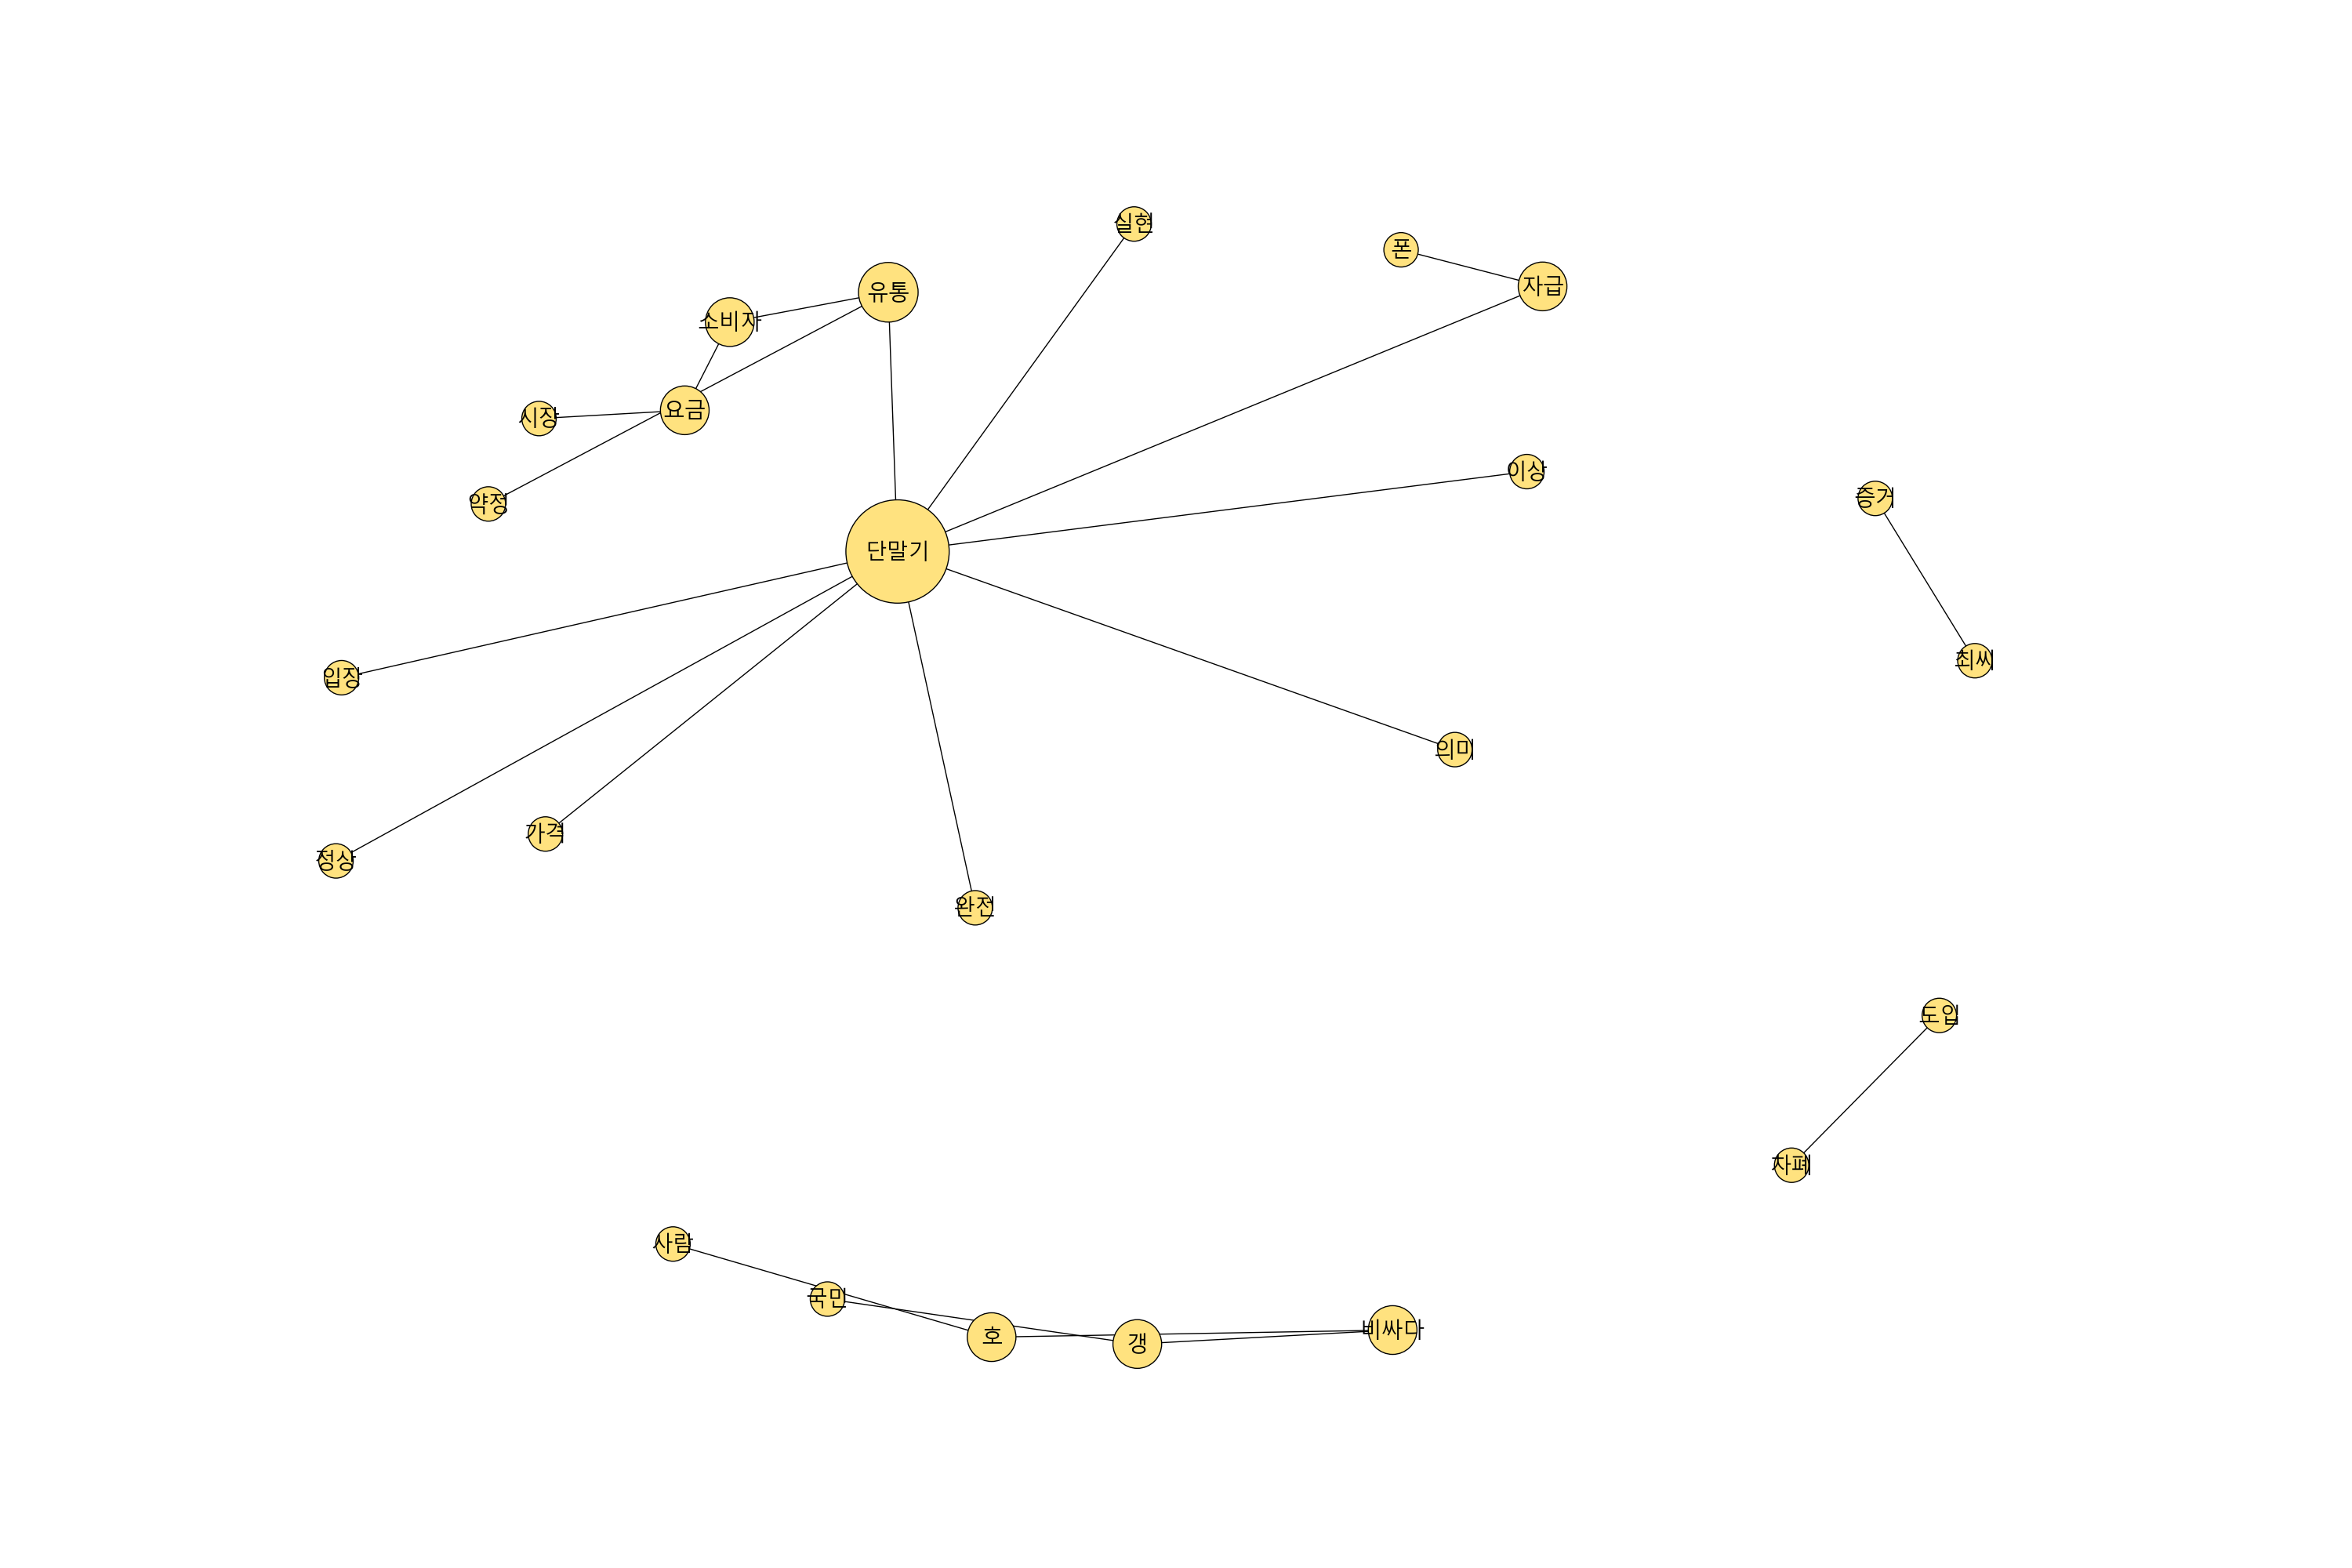 실현
폰
자급
유통
소비자
요금
시장
이상
증거
약정
단말기
최씨
입장
의미
가격
정상
완전
도입
자폐
사람
국민
비싸다
호
갱